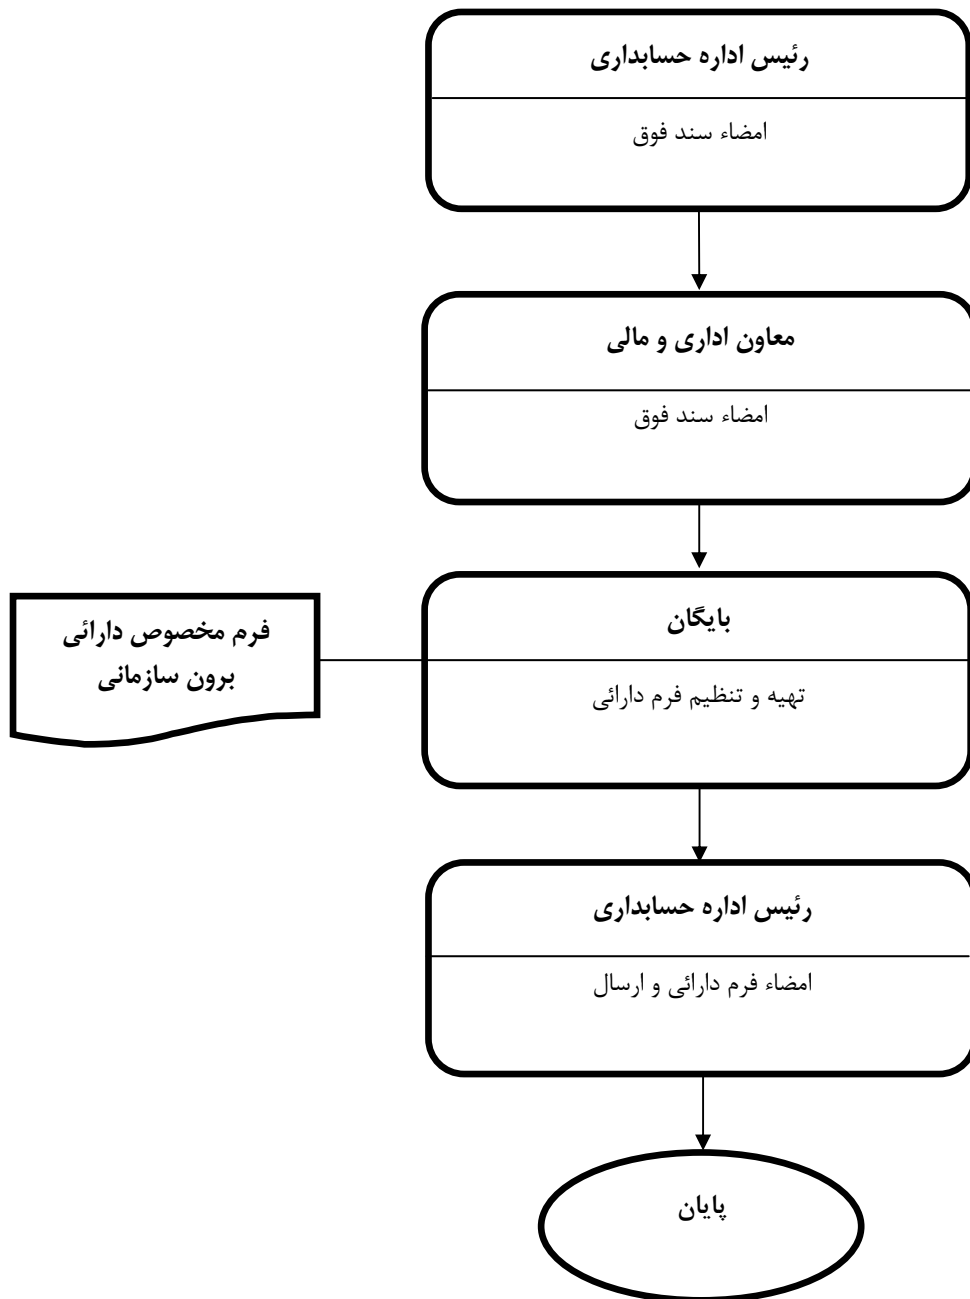 رئیس اداره حسابداری
امضاء سند فوق
معاون اداری و مالی
امضاء سند فوق
بایگان
تهیه و تنظیم فرم دارائی
فرم مخصوص دارائی
برون سازمانی
رئیس اداره حسابداری
امضاء فرم دارائی و ارسال
پایان